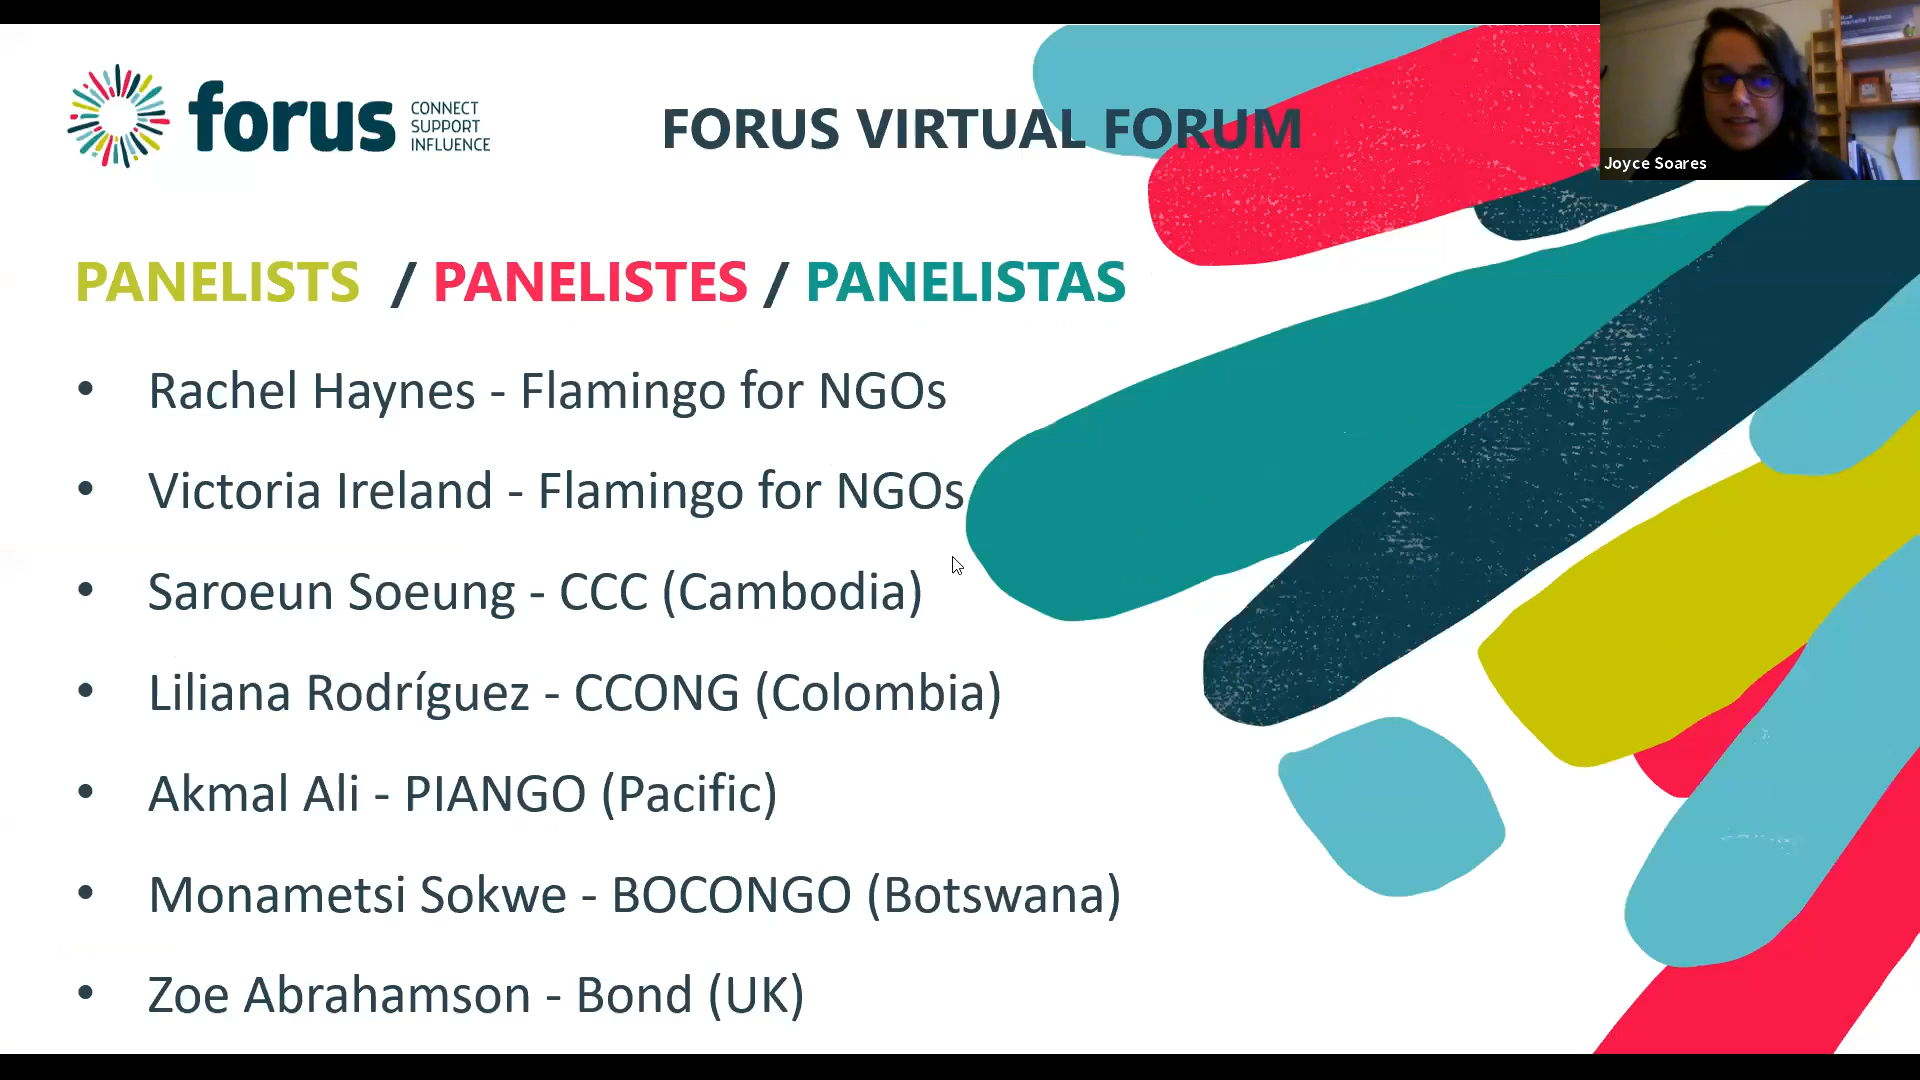 forus
CONNECT
SUPPORT
INFLUENCE
FORUS VIRTUAL FORUM
Joyce Soares
PANELISTS / PANELISTES / PANELISTAS
• Rachel Haynes - Flamingo for NGOs
• Victoria Ireland - Flamingo for NGOs
• Saroeun Soeung - CCC (Cambodia)
• Liliana Rodríguez - CCONG (Colombia)
• Akmal Ali - PIANGO (Pacific)
• Monametsi Sokwe - BOCONGO (Botswana)
• Zoe Abrahamson - Bond (UK)